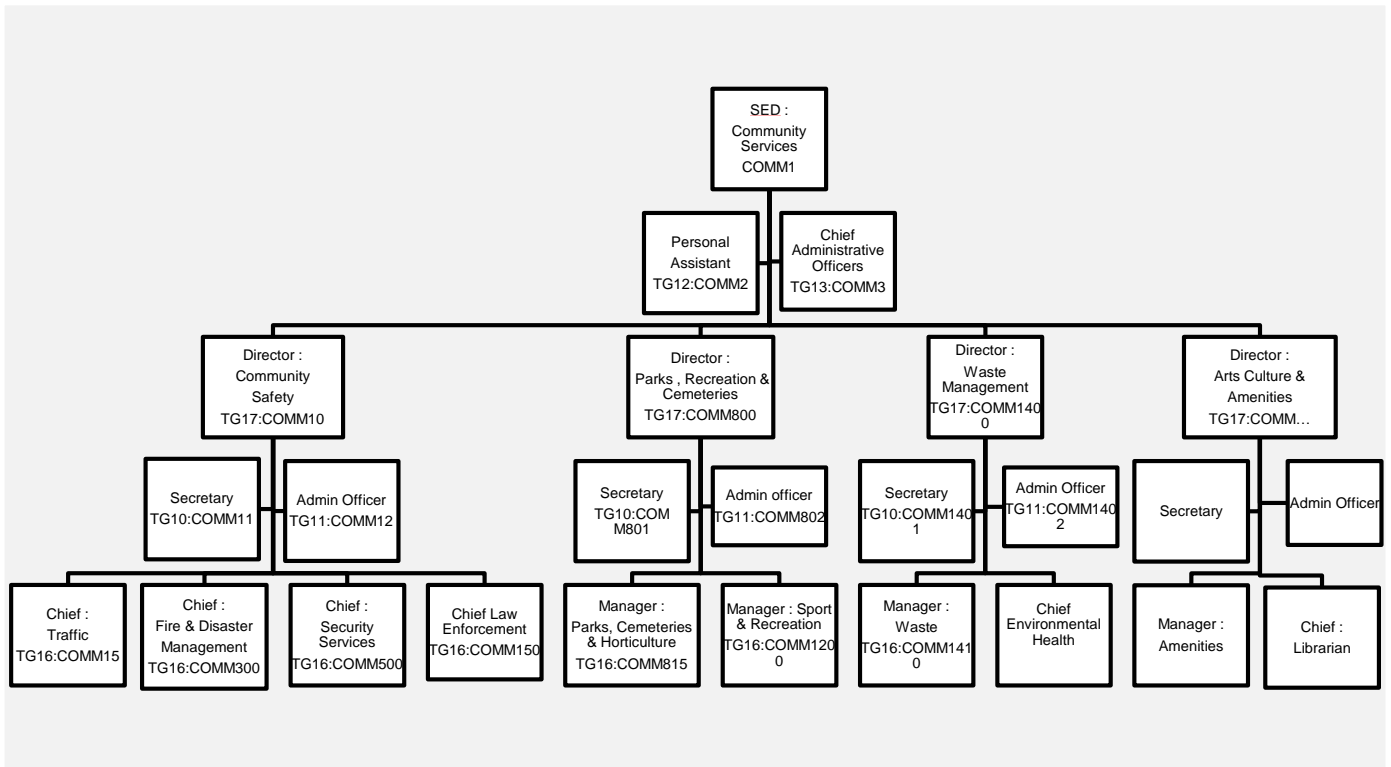 SED :
Community
Services
COMM1
Personal
Assistant
TG12:COMM2
Chief
Administrative
Officers
TG13:COMM3
Director :
Community
Safety
TG17:COMM10
Director :
Parks , Recreation &
Cemeteries
TG17:COMM800
Director :
Waste
Management
TG17:COMM140
0
Director :
Arts Culture &
Amenities
TG17:COMM…
Secretary
TG10:COMM11
Admin Officer
TG11:COMM12
Secretary
TG10:COM
M801
Admin officer
TG11:COMM802
Secretary
TG10:COMM140
1
Admin Officer
TG11:COMM140
2
Secretary
Admin Officer
Chief :
Traffic
TG16:COMM15
Chief :
Fire & Disaster
Management
TG16:COMM300
Chief :
Security
Services
TG16:COMM500
Chief Law
Enforcement
TG16:COMM150
Manager :
Parks, Cemeteries
& Horticulture
TG16:COMM815
Manager : Sport
& Recreation
TG16:COMM120
0
Manager :
Waste
TG16:COMM141
0
Chief
Environmental
Health
Manager :
Amenities
Chief :
Librarian